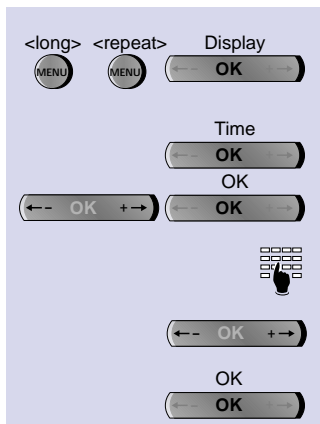 <long> <repeat> Display
MENU MENU ←- OK +→
Time
←- OK +→
OK
←- OK +→ ←- OK +→
←- OK +→
OK
←- OK +→